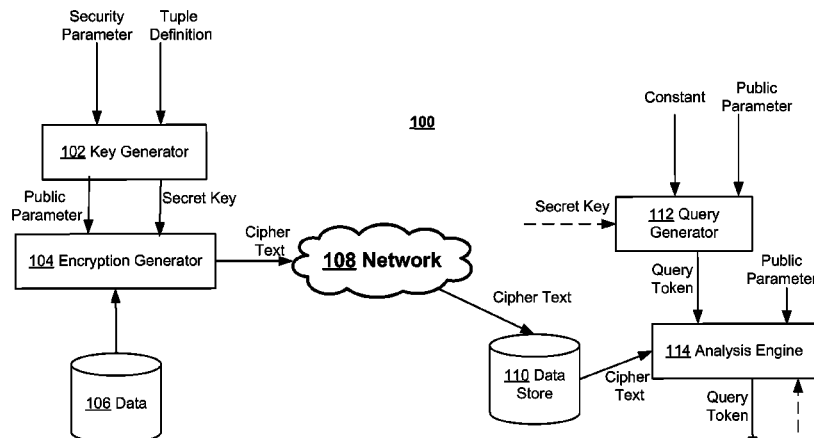 Security
Parameter
Tuple
Definition
100
Constant
Public
Parameter
102 Key Generator
Public
Parameter
Secret Key
Secret Key
112 Query
Generator
104 Encryption Generator
Cipher
Text
108 Network
Query
Token
Public
Parameter
Cipher Text
114 Analysis Engine
106 Data
110 Data
Store
Cipher
Text
Query
Token